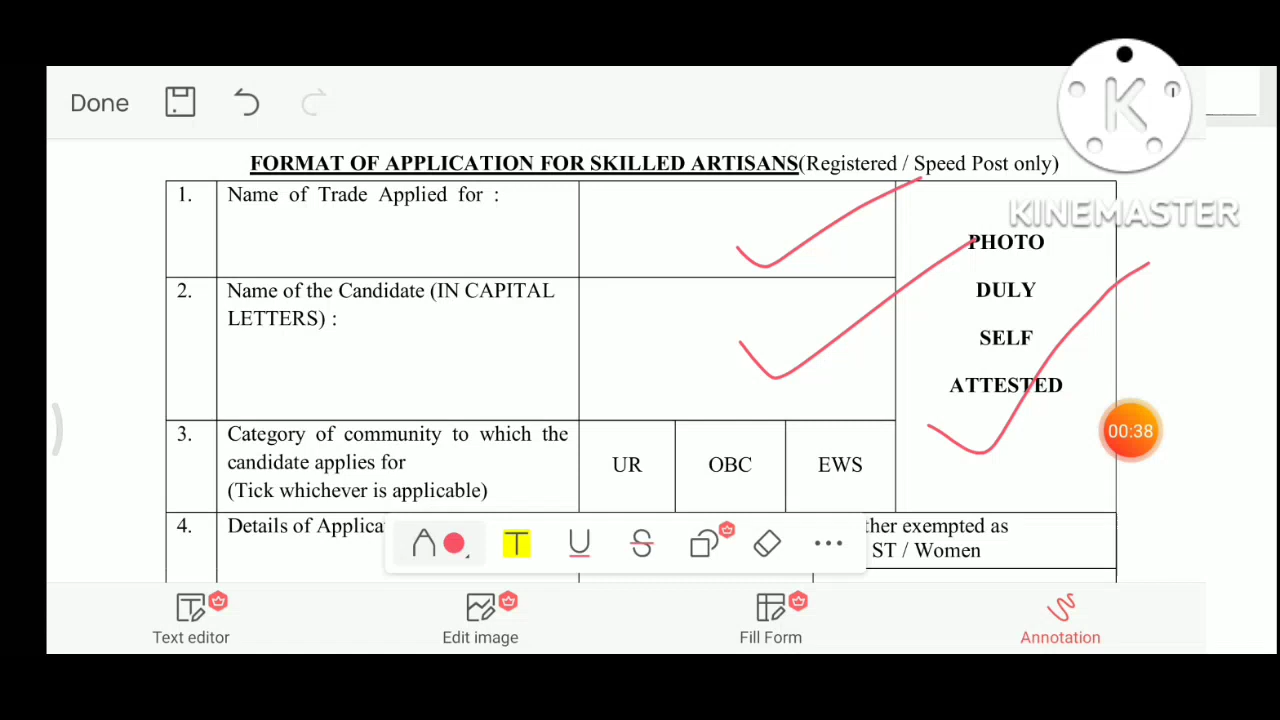 Done
KINEMASTER
FORMAT OF APPLICATION FOR SKILLED ARTISANS(Registered / Speed Post only)
1. Name of Trade Applied for :
PHOTO
DULY
SELF
ATTESTED
2. Name of the Candidate (IN CAPITAL
LETTERS) :
3. Category of community to which the
candidate applies for
(Tick whichever is applicable)
UR OBC EWS
00:38
4. Details of exempted as
ST / Women
T U S
Text editor Edit image Fill Form Annotation